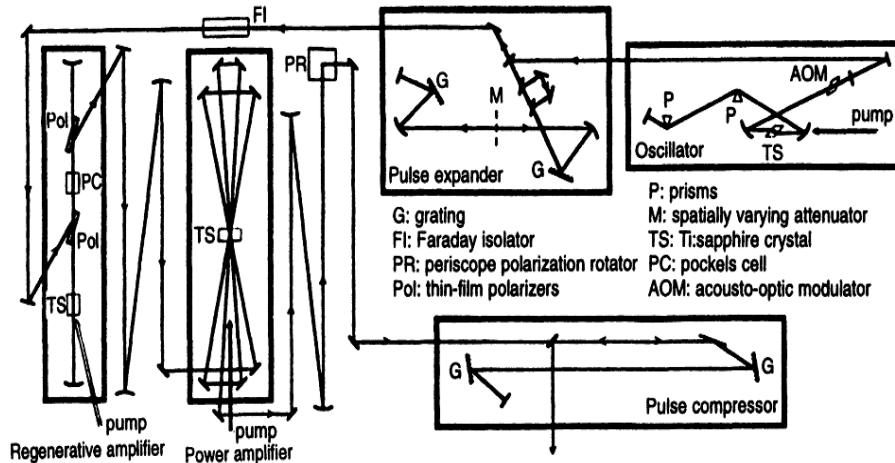 FI
PR
G
M
G
Pulse expander
AOM
P
P
TS
pump
Oscillator
Pol
PC
Pol
TS
TS
G: grating
FI: Faraday isolator
PR: periscope polarization rotator
Pol: thin-film polarizers
P: prisms
M: spatially varying attenuator
TS: Ti:sapphire crystal
PC: pockels cell
AOM: acousto-optic modulator
G
G
Pulse compressor
pump
Regenerative amplifier
pump
Power amplifier